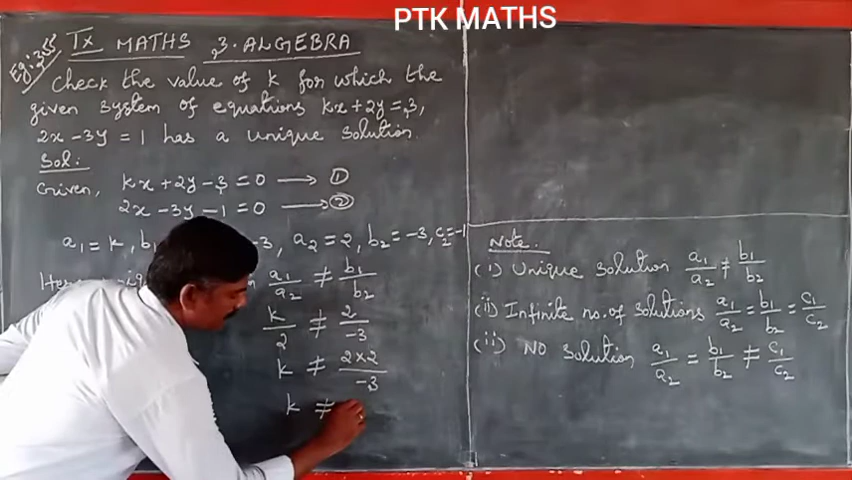 PTK MATHS
Eg: 3.55
IX MATHS 3. ALGEBRA
Check the value of k for which the
given system of equations kx + 2y = 3,
2x - 3y = 1 has a unique solution.
Sol:
Given, kx + 2y - 3 = 0 → ①
2x - 3y - 1 = 0 → ②
a₁ = k, b₁ -3, a₂ = 2, b₂ = -3, c₂ = -1
a₁/a₂ ≠ b₁/b₂
k/2 ≠ 2/-3
k ≠ 2×2/-3
k ≠
Note.
(i) Unique solution a₁/a₂ ≠ b₁/b₂
(ii) Infinite no. of solutions a₁/a₂ = b₁/b₂ = c₁/c₂
(ii) NO solution a₁/a₂ = b₁/b₂ ≠ c₁/c₂